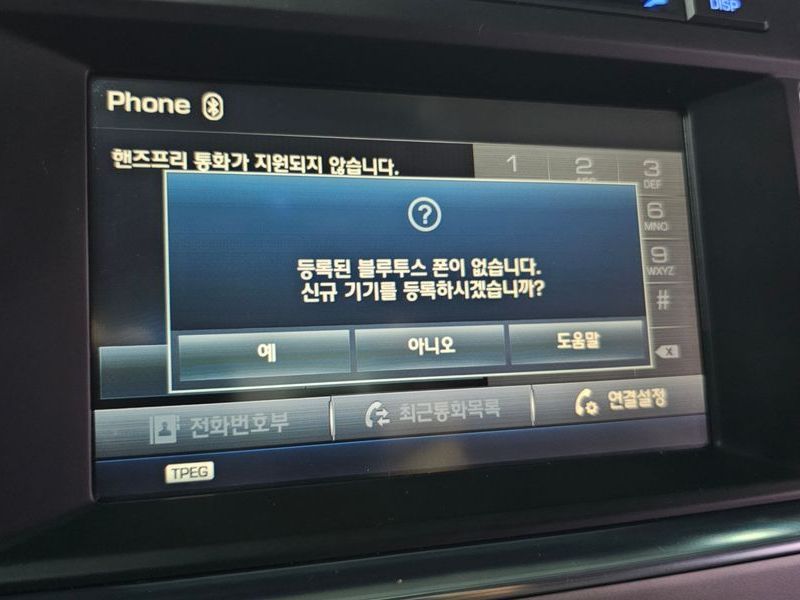 DISP
Phone
핸즈프리 통화가 지원되지 않습니다.
1 2 3
DEF
6
MNO
9
WXYZ
#
?
등록된 블루투스 폰이 없습니다.
신규 기기를 등록하시겠습니까?
예 아니오 도움말
전화번호부 최근통화목록 연결설정
TPEG